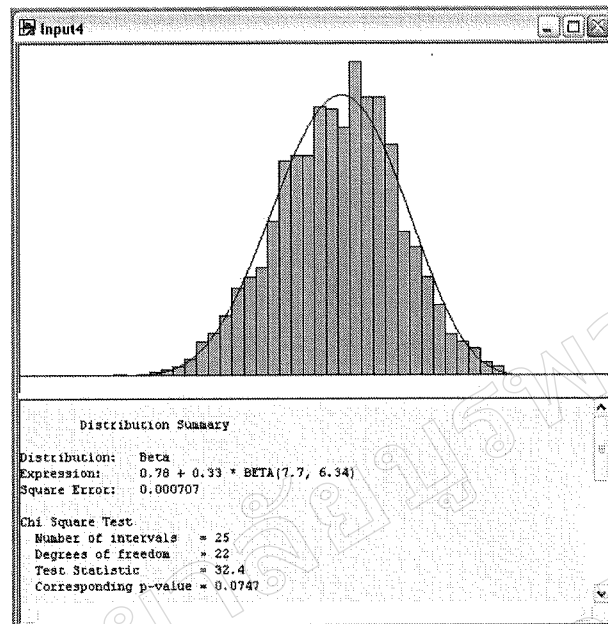 Input4
Distribution Summary
Distribution: Beta
Expression: 0.78 + 0.33 * BETA(7.7, 6.34)
Square Error: 0.000707
Chi Square Test
Number of intervals = 25
Degrees of freedom = 22
Test Statistic = 32.4
Corresponding p-value = 0.0747